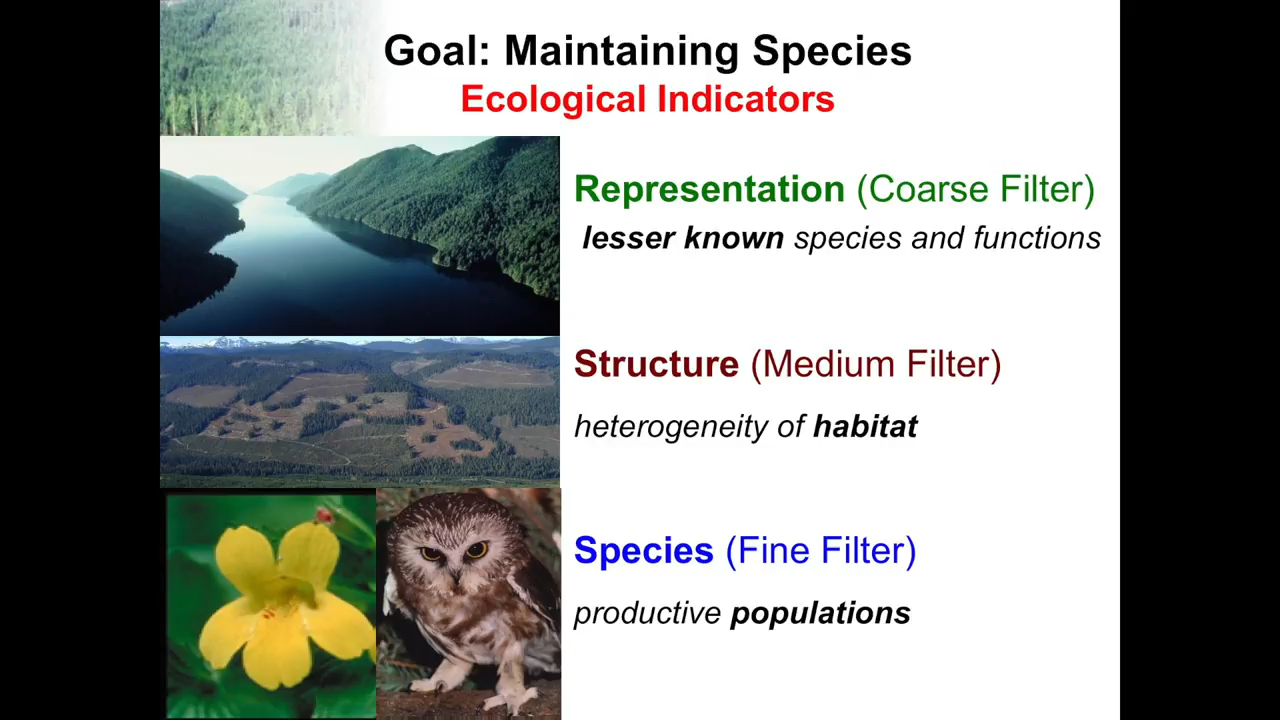 Goal: Maintaining Species
Ecological Indicators
Representation (Coarse Filter)
lesser known species and functions
Structure (Medium Filter)
heterogeneity of habitat
Species (Fine Filter)
productive populations